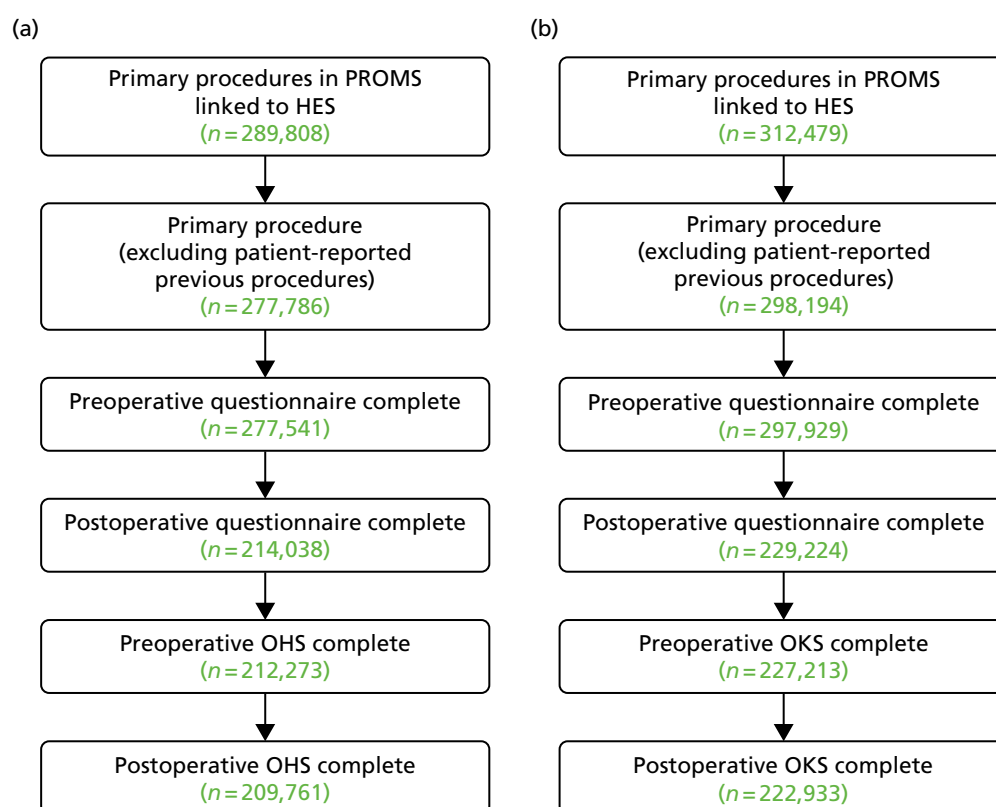 (a)
Primary procedures in PROMS
linked to HES
(n = 289,808)
Primary procedure
(excluding patient-reported
previous procedures)
(n = 277,786)
Preoperative questionnaire complete
(n = 277,541)
Postoperative questionnaire complete
(n = 214,038)
Preoperative OHS complete
(n = 212,273)
Postoperative OHS complete
(n = 209,761)
(b)
Primary procedures in PROMS
linked to HES
(n = 312,479)
Primary procedure
(excluding patient-reported
previous procedures)
(n = 298,194)
Preoperative questionnaire complete
(n = 297,929)
Postoperative questionnaire complete
(n = 229,224)
Preoperative OKS complete
(n = 227,213)
Postoperative OKS complete
(n = 222,933)